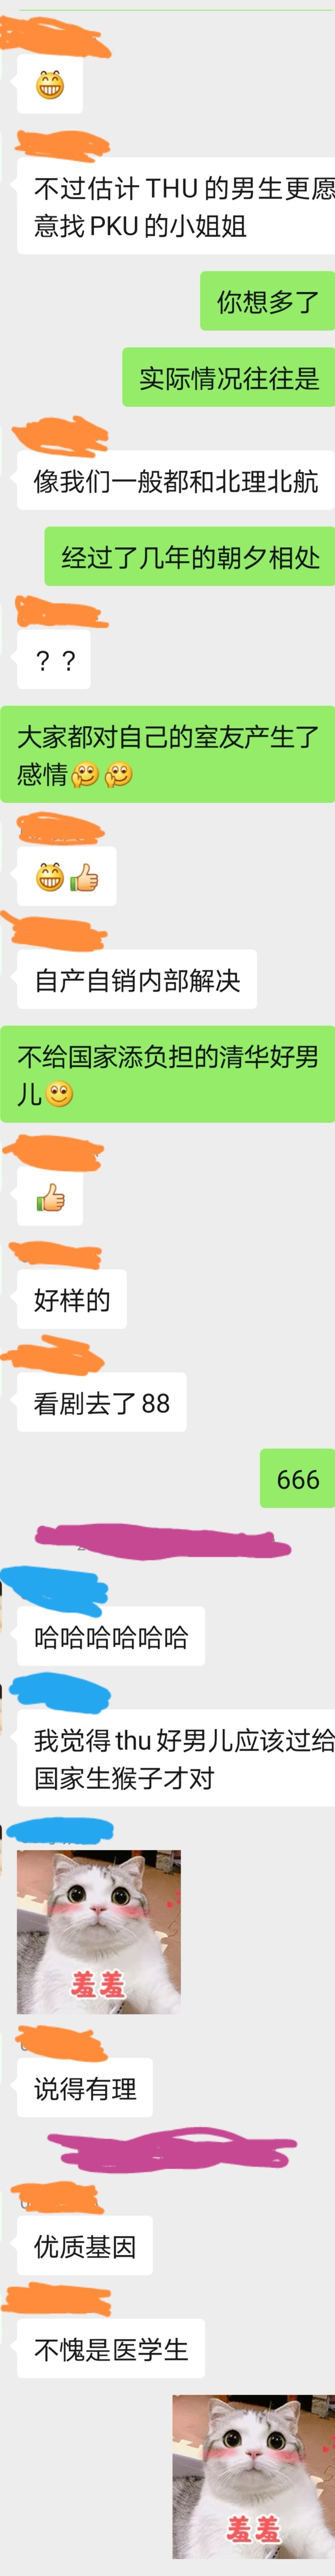 不过估计 THU 的男生更愿
意找 PKU 的小姐姐
你想多了
实际情况往往是
像我们一般都和北理北航
经过了几年的朝夕相处
？？
大家都对自己的室友产生了
感情
自产自销内部解决
不给国家添负担的清华好男
儿
好样的
看剧去了 88
666
哈哈哈哈哈哈
我觉得 thu 好男儿应该过给
国家生猴子才对
羞羞
说得有理
优质基因
不愧是医学生
羞羞